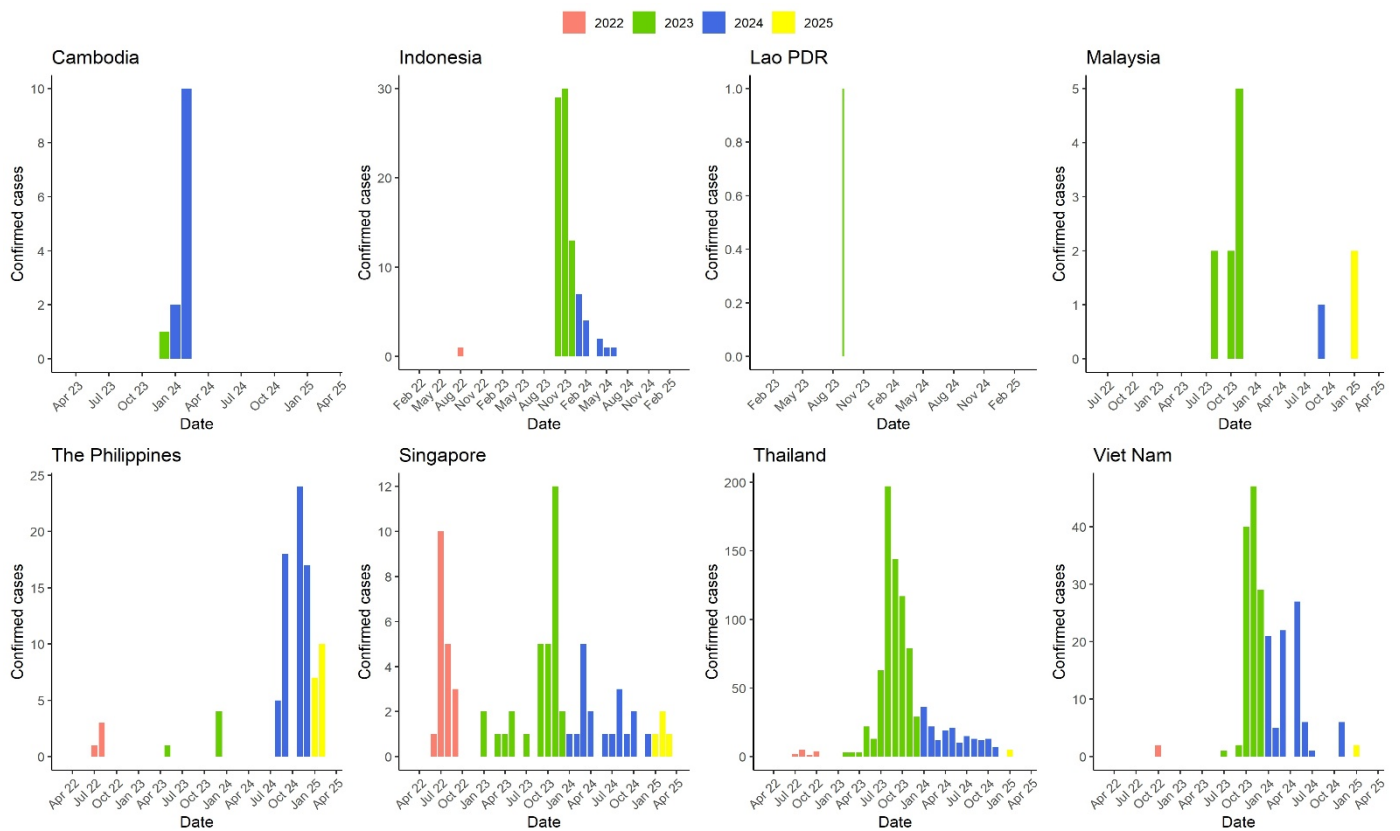 2022 2023 2024 2025
Cambodia
Confirmed cases
10
8
6
4
2
0
Apr 23 Jul 23 Oct 23 Jan 24 Apr 24 Jul 24 Oct 24 Jan 25 Apr 25
Date
Indonesia
Confirmed cases
30
20
10
0
Feb 22 May 22 Aug 22 Nov 22 Feb 23 May 23 Aug 23 Nov 23 Feb 24 May 24 Aug 24 Nov 24 Feb 25
Date
Lao PDR
Confirmed cases
1.0
0.8
0.6
0.4
0.2
0.0
Feb 23 May 23 Aug 23 Nov 23 Feb 24 May 24 Aug 24 Nov 24 Feb 25
Date
Malaysia
Confirmed cases
5
4
3
2
1
0
Jul 22 Oct 22 Jan 23 Apr 23 Jul 23 Oct 23 Jan 24 Apr 24 Jul 24 Oct 24 Jan 25 Apr 25
Date
The Philippines
Confirmed cases
25
20
15
10
5
0
Apr 22 Jul 22 Oct 22 Jan 23 Apr 23 Jul 23 Oct 23 Jan 24 Apr 24 Jul 24 Oct 24 Jan 25 Apr 25
Date
Singapore
Confirmed cases
12
10
8
6
4
2
0
Apr 22 Jul 22 Oct 22 Jan 23 Apr 23 Jul 23 Oct 23 Jan 24 Apr 24 Jul 24 Oct 24 Jan 25 Apr 25
Date
Thailand
Confirmed cases
200
150
100
50
0
Apr 22 Jul 22 Oct 22 Jan 23 Apr 23 Jul 23 Oct 23 Jan 24 Apr 24 Jul 24 Oct 24 Jan 25 Apr 25
Date
Viet Nam
Confirmed cases
40
30
20
10
0
Apr 22 Jul 22 Oct 22 Jan 23 Apr 23 Jul 23 Oct 23 Jan 24 Apr 24 Jul 24 Oct 24 Jan 25 Apr 25
Date